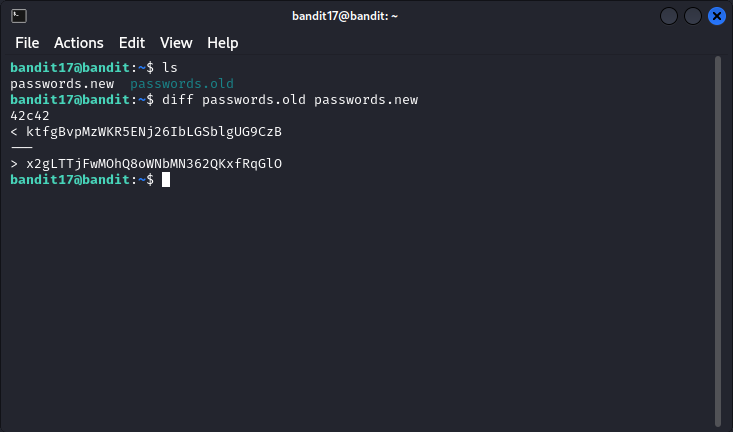 bandit17@bandit: ~
File Actions Edit View Help
bandit17@bandit:~$ ls
passwords.new  passwords.old
bandit17@bandit:~$ diff passwords.old passwords.new
42c42
< ktfgBvpMzWKR5ENj26IbLGSblgUG9CzB
---
> x2gLTTjFwMOhQ8oWNbMN362QKxfRqGlO
bandit17@bandit:~$